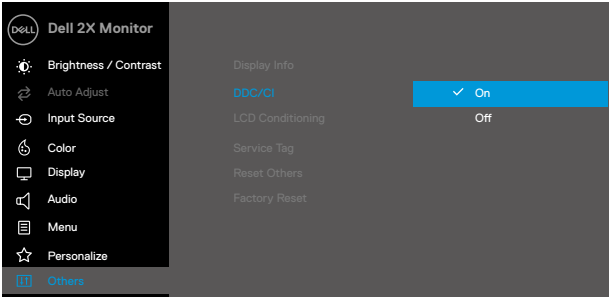 DELL Dell 2X Monitor
Brightness / Contrast
Auto Adjust
Input Source
Color
Display
Audio
Menu
Personalize
Others
Display Info
DDC/CI
LCD Conditioning
Service Tag
Reset Others
Factory Reset
On
Off